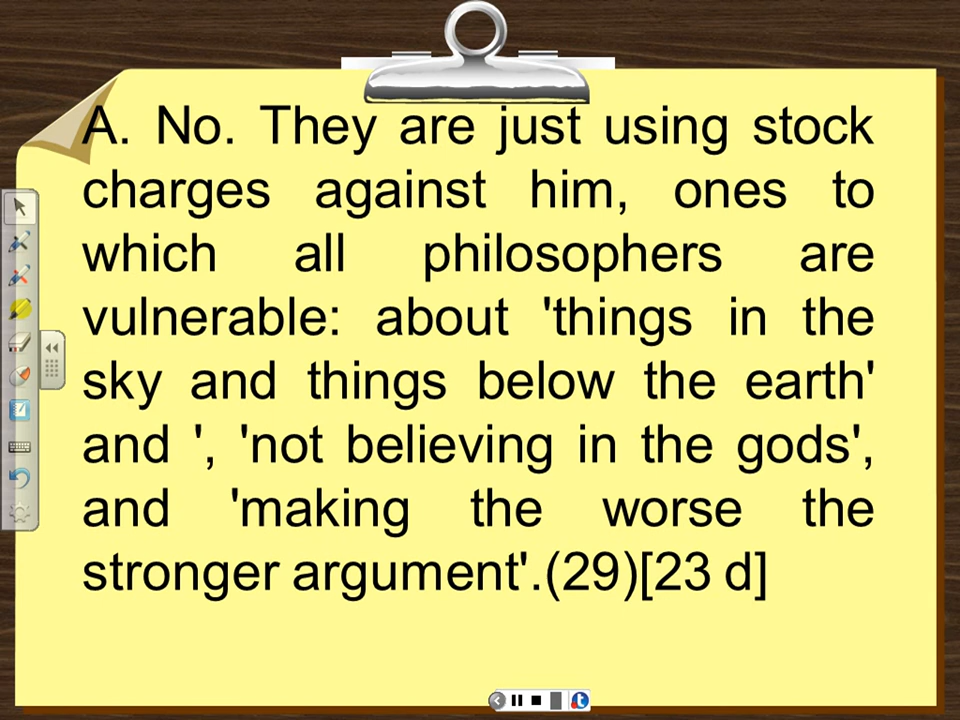 A. No. They are just using stock
charges against him, ones to
which all philosophers are
vulnerable: about 'things in the
sky and things below the earth'
and ', 'not believing in the gods',
and 'making the worse the
stronger argument'.(29)[23 d]